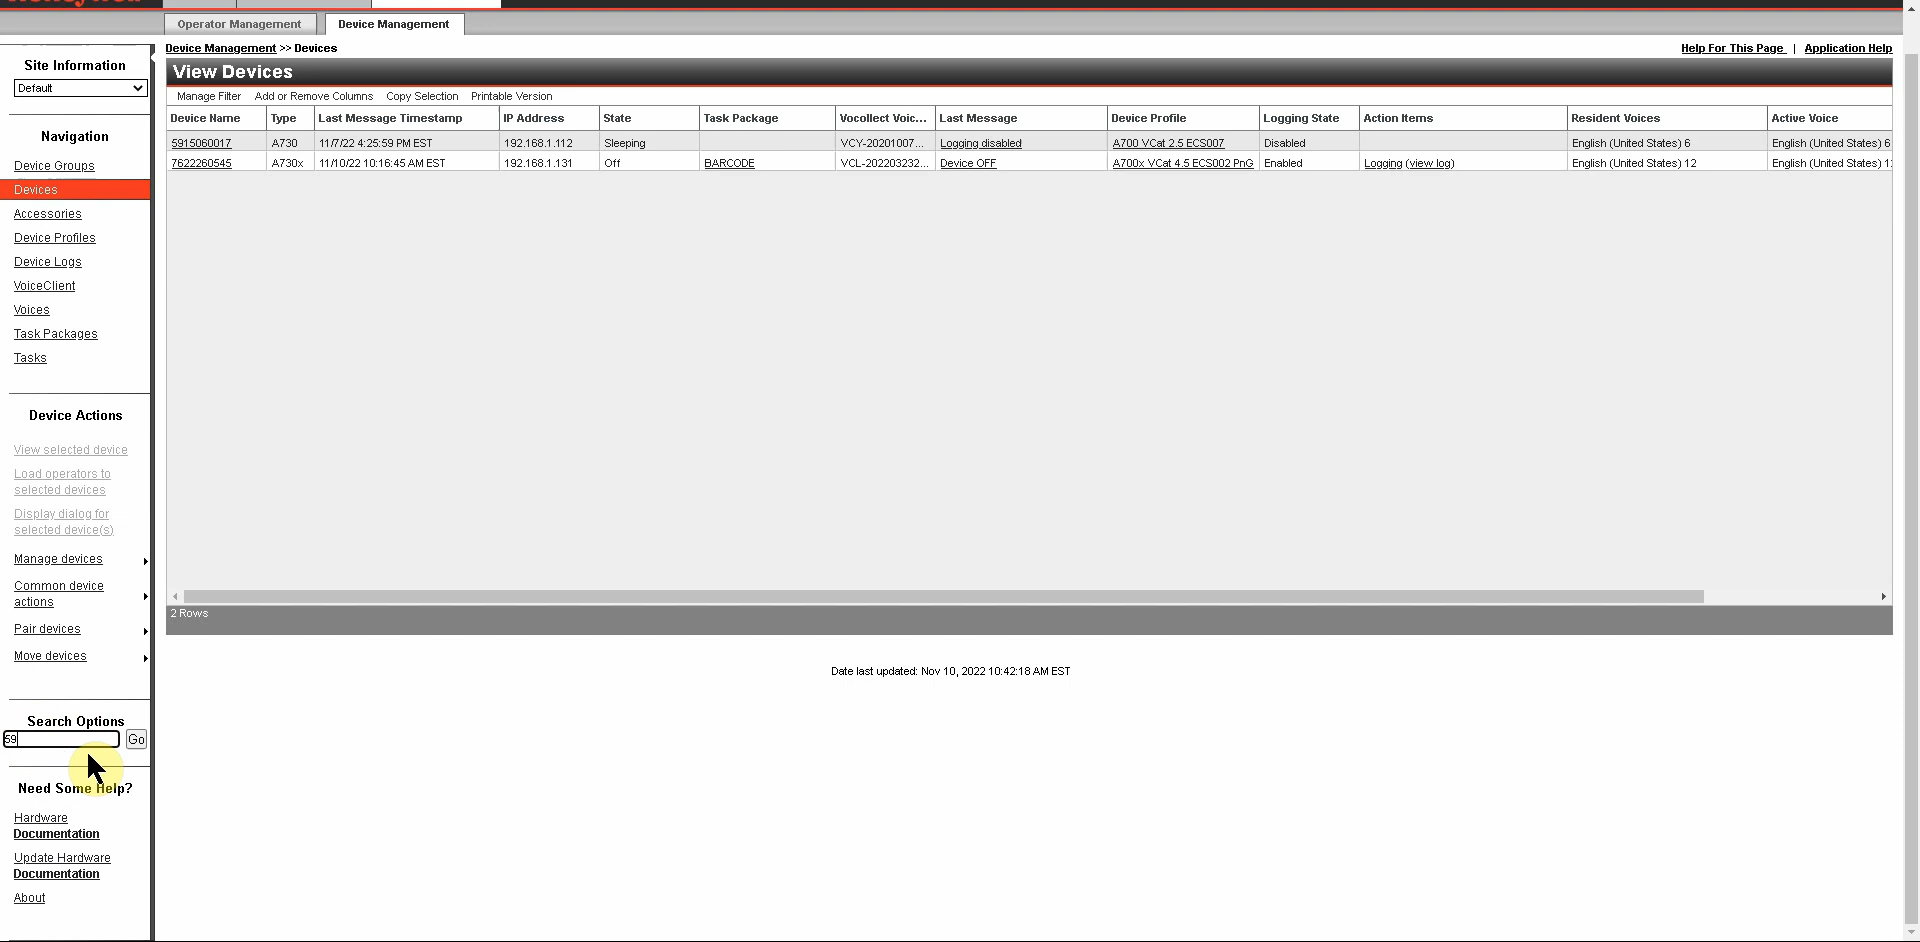 Operator Management
Device Management
Device Management >> Devices
Help For This Page | Application Help
Site Information
Default
View Devices
Manage Filter Add or Remove Columns Copy Selection Printable Version
Device Name Type Last Message Timestamp IP Address State Task Package Vocollect Voic... Last Message Device Profile Logging State Action Items Resident Voices Active Voice
5915060017 A730 11/7/22 4:25:59 PM EST 192.168.1.112 Sleeping VCY-20201007... Logging disabled A700 VCat 2.5 ECS007 Disabled English (United States) 6 English (United States) 6
7622260545 A730x 11/10/22 10:16:45 AM EST 192.168.1.131 Off BARCODE VCL-202203232... Device OFF A700x VCat 4.5 ECS002 PnG Enabled Logging (view log) English (United States) 12 English (United States)
Navigation
Device Groups
Devices
Accessories
Device Profiles
Device Logs
VoiceClient
Voices
Task Packages
Tasks
Device Actions
View selected device
Load operators to
selected devices
Display dialog for
selected device(s)
Manage devices
Common device
actions
Pair devices
Move devices
2 Rows
Date last updated: Nov 10, 2022 10:42:18 AM EST
Search Options
59
Go
Need Some Help?
Hardware
Documentation
Update Hardware
Documentation
About